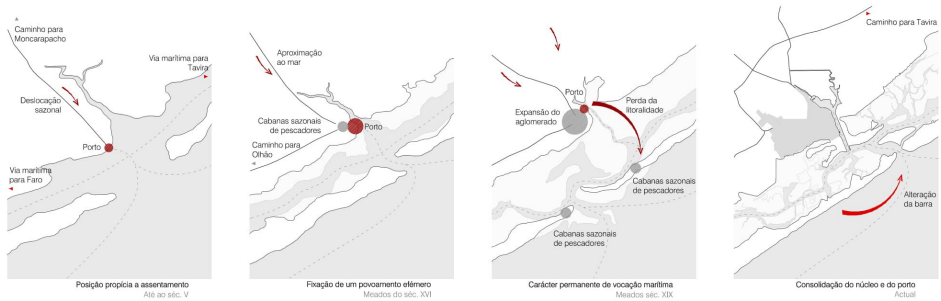 Caminho para
Moncarapacho
Via marítima para
Tavira
Deslocação
sazonal
Porto
Via marítima
para Faro
Posição propícia a assentamento
Até ao séc. V
Aproximação
ao mar
Cabanas sazonais
de pescadores
Porto
Caminho para
Olhão
Fixação de um povoamento efémero
Meados do séc. XVI
Porto
Expansão do
aglomerado
Perda da
litoralidade
Cabanas sazonais
de pescadores
Cabanas sazonais
de pescadores
Carácter permanente de vocação marítima
Meados séc. XIX
Caminho para Tavira
Alteração
da barra
Consolidação do núcleo e do porto
Actual